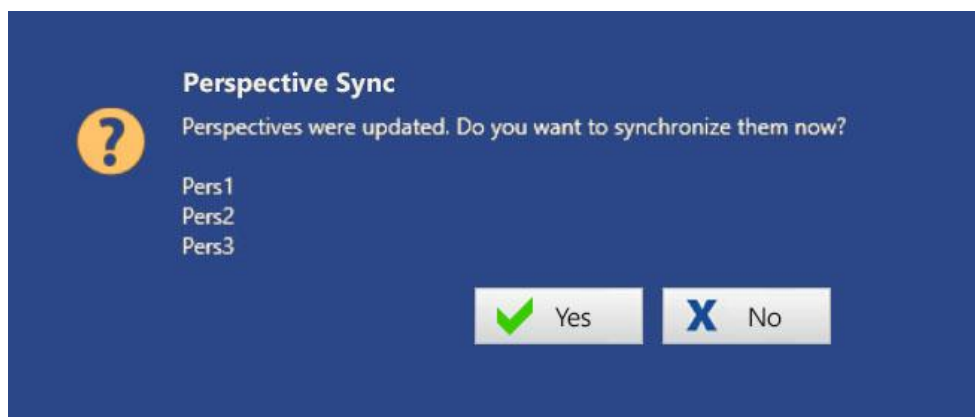 Perspective Sync
Perspectives were updated. Do you want to synchronize them now?
Pers1
Pers2
Pers3
Yes
No